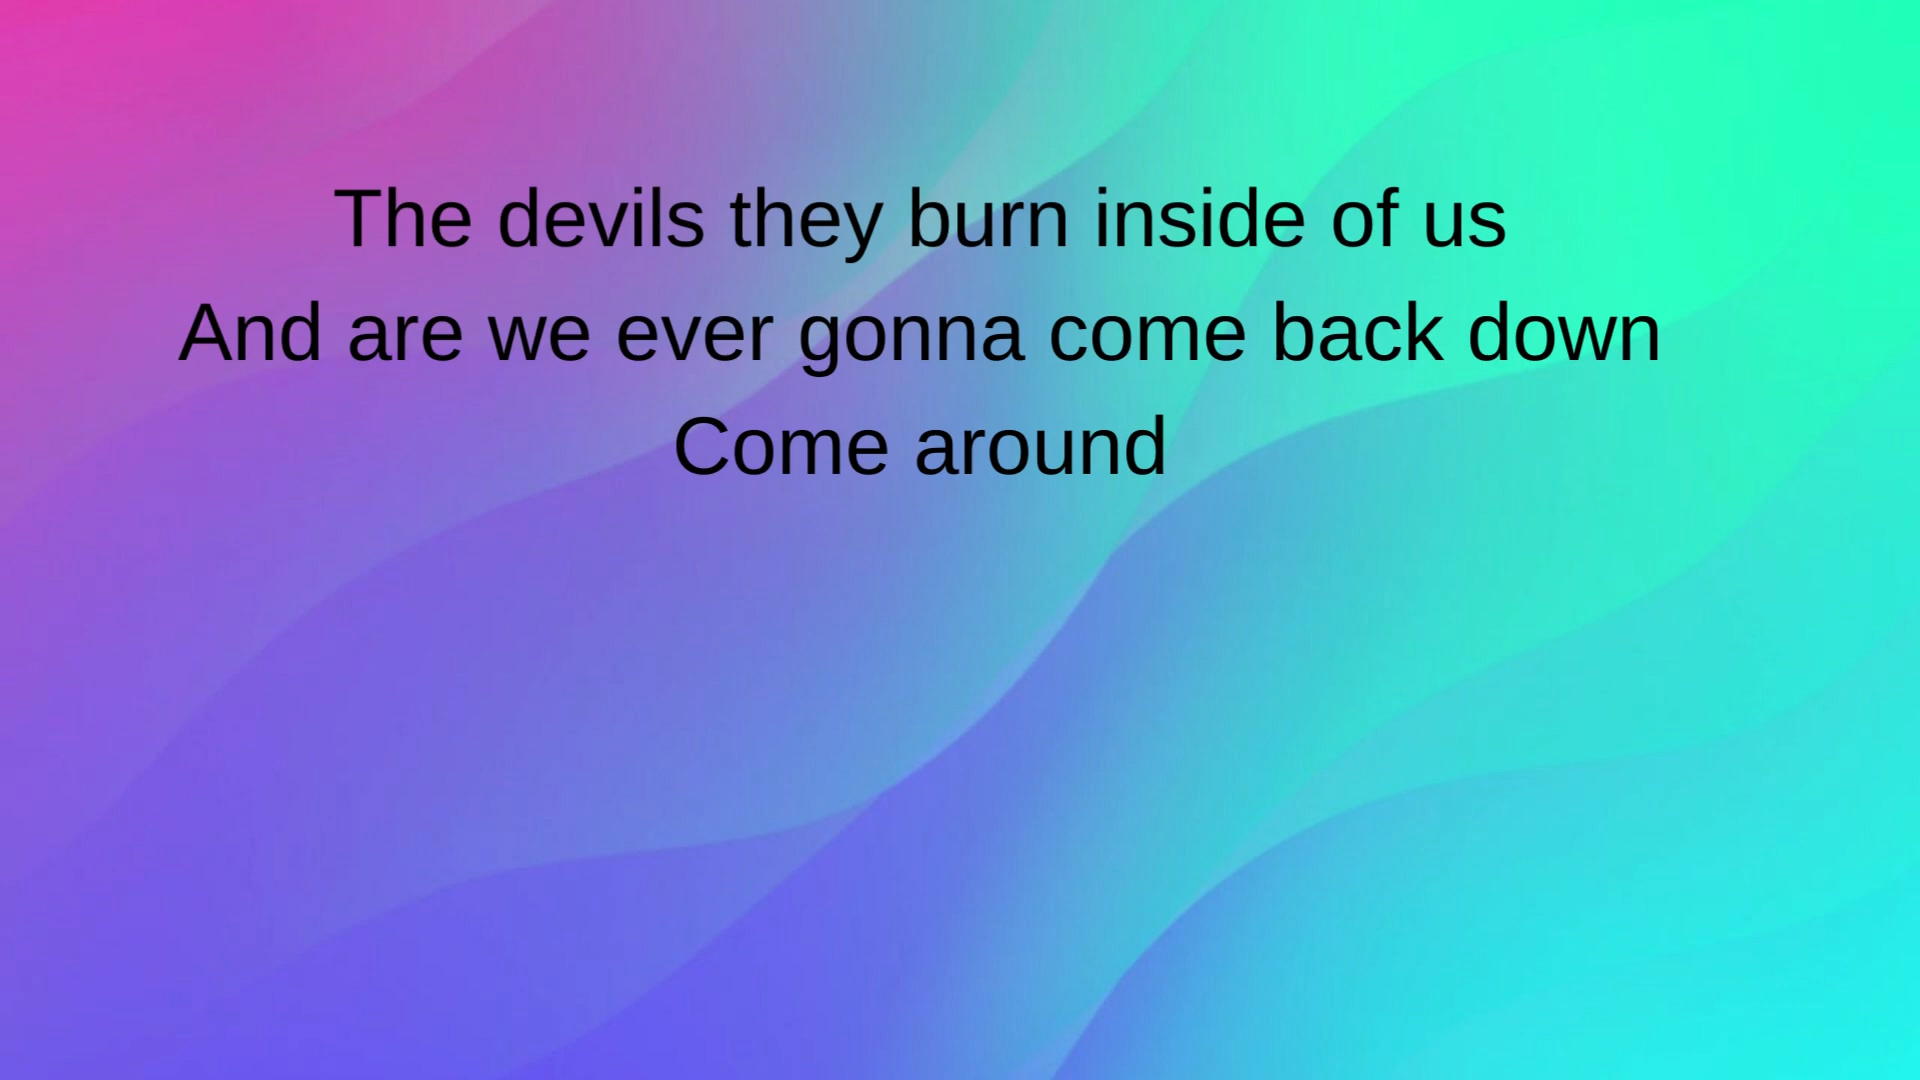 The devils they burn inside of us
And are we ever gonna come back down
Come around